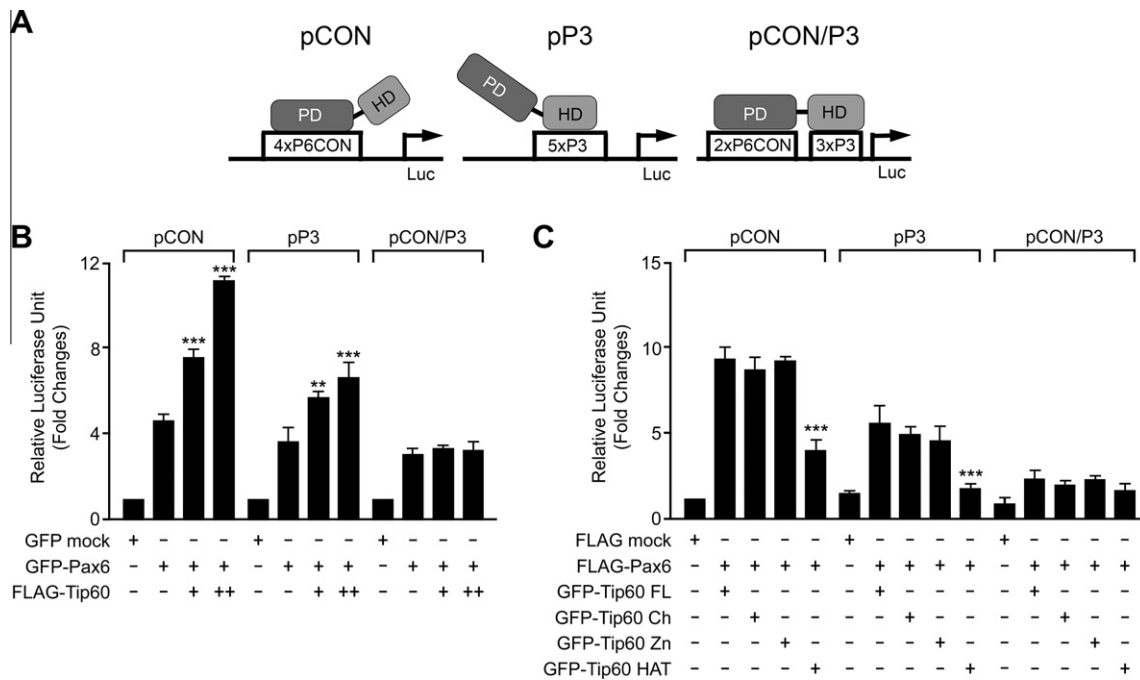 A
pCON pP3 pCON/P3
PD HD PD HD PD HD
4xP6CON 5xP3 2xP6CON 3xP3
Luc Luc Luc
B
pCON pP3 pCON/P3
Relative Luciferase Unit
(Fold Changes)
12
8
4
0
*** *** ** ***
GFP mock + - - - + - - - + - - -
GFP-Pax6 - + + + - + + + - + + +
FLAG-Tip60 - - + ++ - - + ++ - - + ++
C
pCON pP3 pCON/P3
Relative Luciferase Unit
(Fold Changes)
15
10
5
0
*** ***
FLAG mock + - - - - + - - - - + - - - -
FLAG-Pax6 - + + + + - + + + + - + + + +
GFP-Tip60 FL - + - - - - + - - - - + - - -
GFP-Tip60 Ch - - + - - - - + - - - - + - -
GFP-Tip60 Zn - - - + - - - - + - - - - + -
GFP-Tip60 HAT - - - - + - - - - + - - - - +